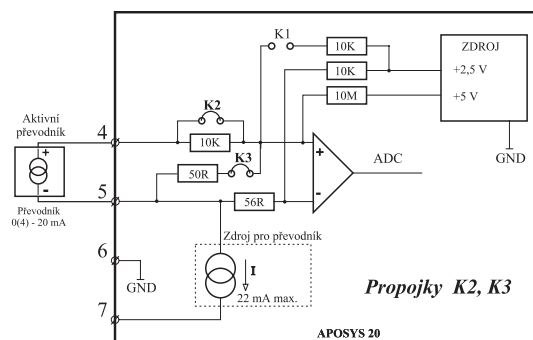 K1
10K
ZDROJ
10K
+2,5 V
10M
+5 V
K2
Aktivní
převodník
4
10K
+
ADC
GND
+
50R
K3
-
5
56R
-
Převodník
0(4) - 20 mA
Zdroj pro převodník
6
I
GND
22 mA max.
Propojky K2, K3
7
APOSYS 20